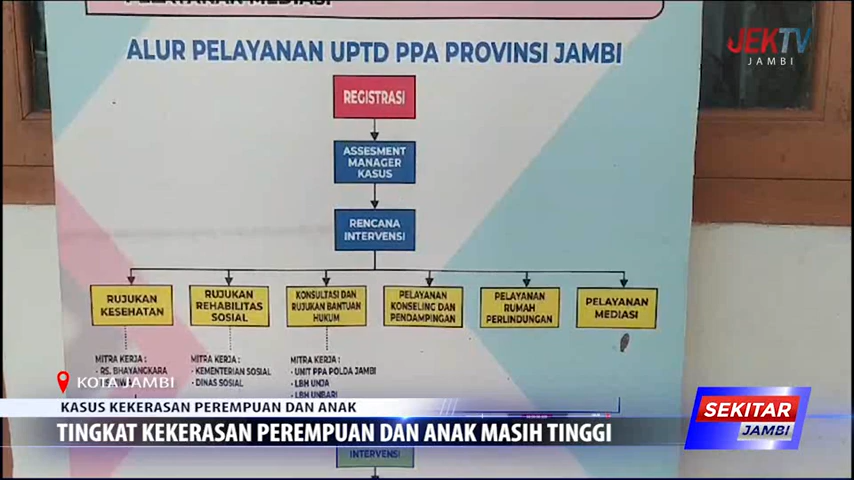 PELAYANAN MEDIASI
JEKTV
JAMBI
ALUR PELAYANAN UPTD PPA PROVINSI JAMBI
REGISTRASI
ASSESMENT
MANAGER
KASUS
RENCANA
INTERVENSI
RUJUKAN
KESEHATAN
RUJUKAN
REHABILITAS
SOSIAL
KONSULTASI DAN
RUJUKAN BANTUAN
HUKUM
PELAYANAN
KONSELING DAN
PENDAMPINGAN
PELAYANAN
RUMAH
PERLINDUNGAN
PELAYANAN
MEDIASI
MITRA KERJA :
- RS. BHAYANGKARA
MITRA KERJA :
- KEMENTERIAN SOSIAL
- DINAS SOSIAL
MITRA KERJA :
- UNIT PPA POLDA JAMBI
- LBH UNJA
- LBH UNBARI
KOTA JAMBI
KASUS KEKERASAN PEREMPUAN DAN ANAK
TINGKAT KEKERASAN PEREMPUAN DAN ANAK MASIH TINGGI
SEKITAR
JAMBI
INTERVENSI